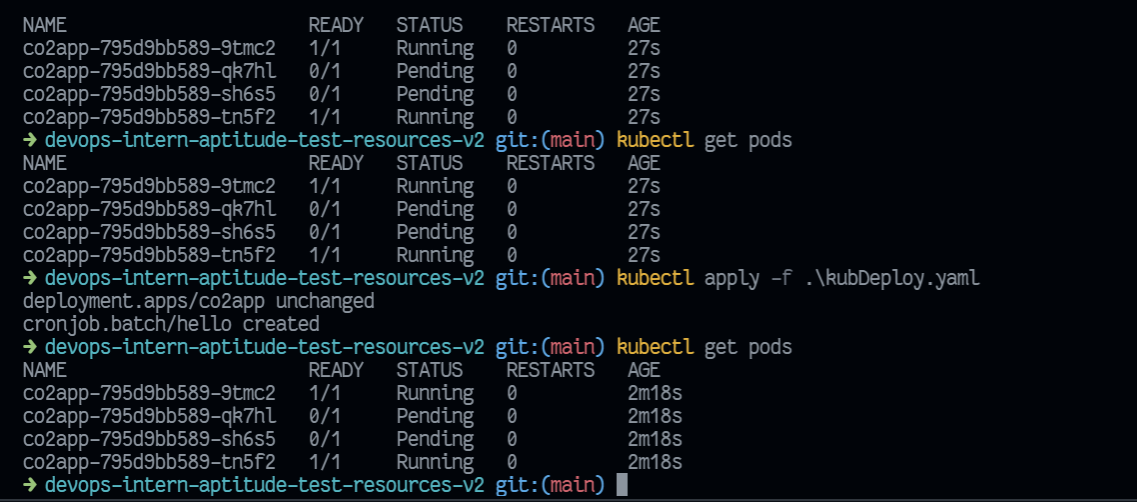 NAME READY STATUS RESTARTS AGE
co2app-795d9bb589-9tmc2 1/1 Running 0 27s
co2app-795d9bb589-qk7hl 0/1 Pending 0 27s
co2app-795d9bb589-sh6s5 0/1 Pending 0 27s
co2app-795d9bb589-tn5f2 1/1 Running 0 27s
→ devops-intern-aptitude-test-resources-v2 git:(main) kubectl get pods
NAME READY STATUS RESTARTS AGE
co2app-795d9bb589-9tmc2 1/1 Running 0 27s
co2app-795d9bb589-qk7hl 0/1 Pending 0 27s
co2app-795d9bb589-sh6s5 0/1 Pending 0 27s
co2app-795d9bb589-tn5f2 1/1 Running 0 27s
→ devops-intern-aptitude-test-resources-v2 git:(main) kubectl apply -f .\kubDeploy.yaml
deployment.apps/co2app unchanged
cronjob.batch/hello created
→ devops-intern-aptitude-test-resources-v2 git:(main) kubectl get pods
NAME READY STATUS RESTARTS AGE
co2app-795d9bb589-9tmc2 1/1 Running 0 2m18s
co2app-795d9bb589-qk7hl 0/1 Pending 0 2m18s
co2app-795d9bb589-sh6s5 0/1 Pending 0 2m18s
co2app-795d9bb589-tn5f2 1/1 Running 0 2m18s
→ devops-intern-aptitude-test-resources-v2 git:(main)